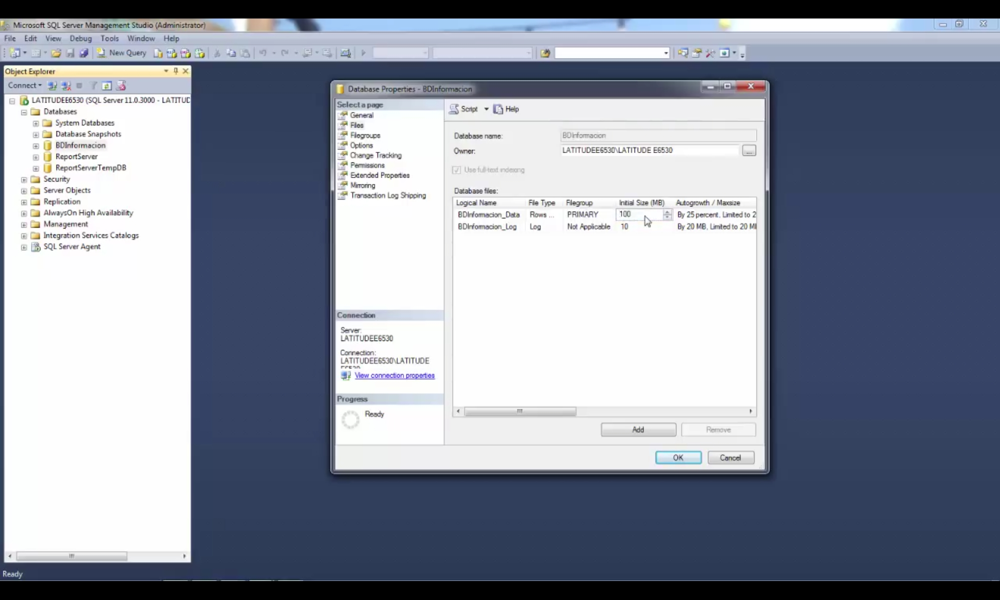 Microsoft SQL Server Management Studio (Administrator)
File Edit View Debug Tools Window Help
New Query
Object Explorer
Connect
LATITUDEE6530 (SQL Server 11.0.3000 - LATITUD
Databases
System Databases
Database Snapshots
BDInformacion
ReportServer
ReportServerTempDB
Security
Server Objects
Replication
AlwaysOn High Availability
Management
Integration Services Catalogs
SQL Server Agent
Ready
Database Properties - BDInformacion
Select a page
General
Files
Filegroups
Options
Change Tracking
Permissions
Extended Properties
Mirroring
Transaction Log Shipping
Connection
Server:
LATITUDEE6530
Connection:
LATITUDEE6530\LATITUDE
View connection properties
Progress
Ready
Script Help
Database name: BDInformacion
Owner: LATITUDEE6530\LATITUDE E6530 ...
Use full-text indexing
Database files:
Logical Name File Type Filegroup Initial Size (MB) Autogrowth / Maxsize
BDInformacion_Data Rows ... PRIMARY 100 By 25 percent, Limited to 2
BDInformacion_Log Log Not Applicable 10 By 20 MB, Limited to 20 M
Add Remove
OK Cancel